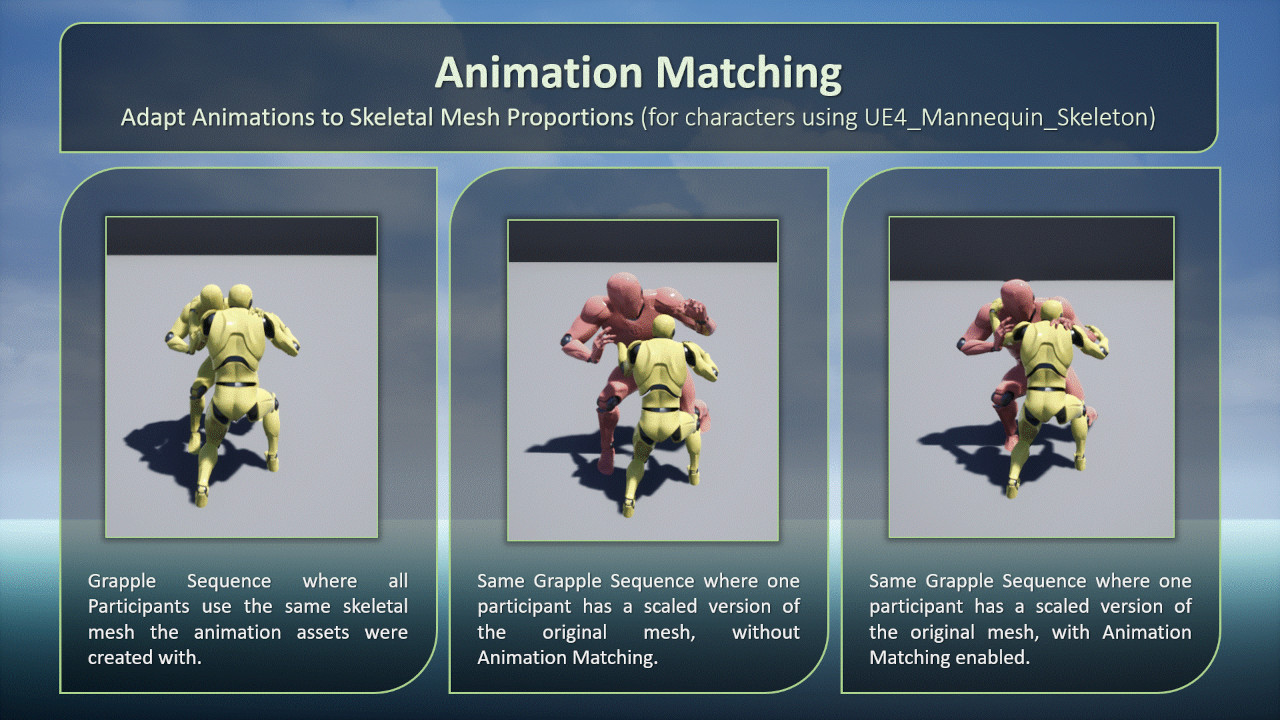 Animation Matching
Adapt Animations to Skeletal Mesh Proportions (for characters using UE4_Mannequin_Skeleton)
Grapple Sequence where all
Participants use the same skeletal
mesh the animation assets were
created with.
Same Grapple Sequence where one
participant has a scaled version of
the original mesh, without
Animation Matching.
Same Grapple Sequence where one
participant has a scaled version of
the original mesh, with Animation
Matching enabled.